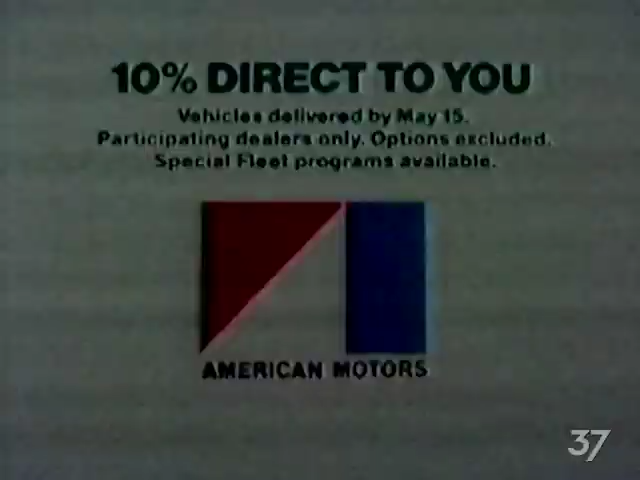 10% DIRECT TO YOU
Vehicles delivered by May 15.
Participating dealers only. Options excluded.
Special Fleet programs available.
AMERICAN MOTORS
37